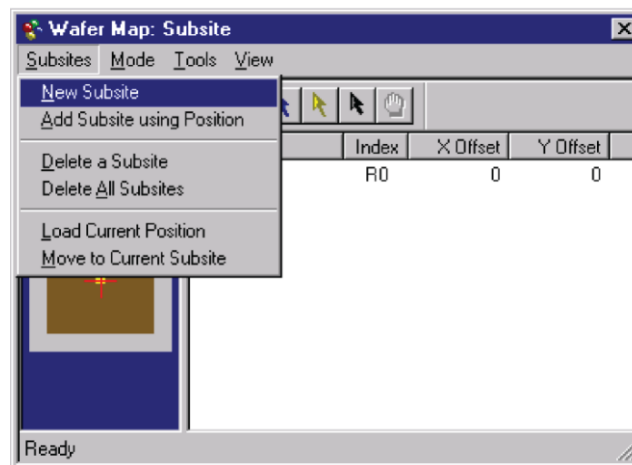 Wafer Map: Subsite
Subsites Mode Tools View
New Subsite
Add Subsite using Position
Delete a Subsite
Delete All Subsites
Load Current Position
Move to Current Subsite
Index X Offset Y Offset
R0 0 0
Ready